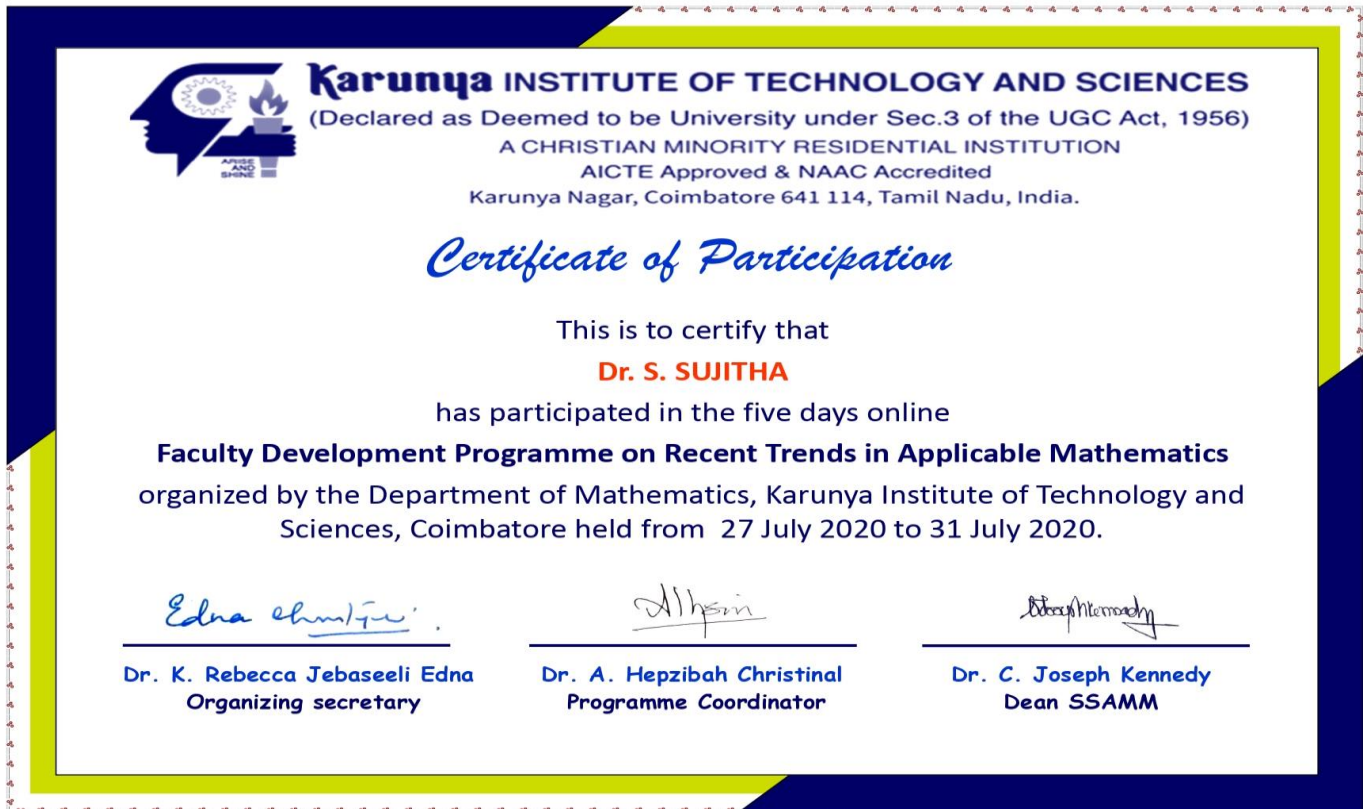 Karunya INSTITUTE OF TECHNOLOGY AND SCIENCES
(Declared as Deemed to be University under Sec.3 of the UGC Act, 1956)
A CHRISTIAN MINORITY RESIDENTIAL INSTITUTION
AICTE Approved & NAAC Accredited
Karunya Nagar, Coimbatore 641 114, Tamil Nadu, India.
ARISE
AND
SHINE
Certificate of Participation
This is to certify that
Dr. S. SUJITHA
has participated in the five days online
Faculty Development Programme on Recent Trends in Applicable Mathematics
organized by the Department of Mathematics, Karunya Institute of Technology and
Sciences, Coimbatore held from 27 July 2020 to 31 July 2020.
Edna
Dr. K. Rebecca Jebaseeli Edna
Organizing secretary
Dr. A. Hepzibah Christinal
Programme Coordinator
Dr. C. Joseph Kennedy
Dean SSAMM